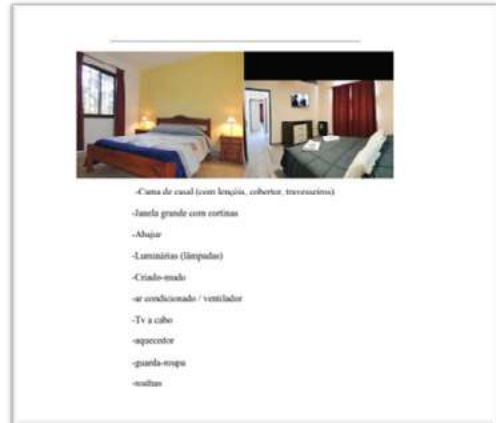 -Cama de casal (com lençóis, cobertor, travesseiros)
-Janela grande com cortinas
-Abajur
-Luminárias (lâmpadas)
-Criado-mudo
-ar condicionado / ventilador
-Tv a cabo
-aquecedor
-guarda-roupa
-toalhas